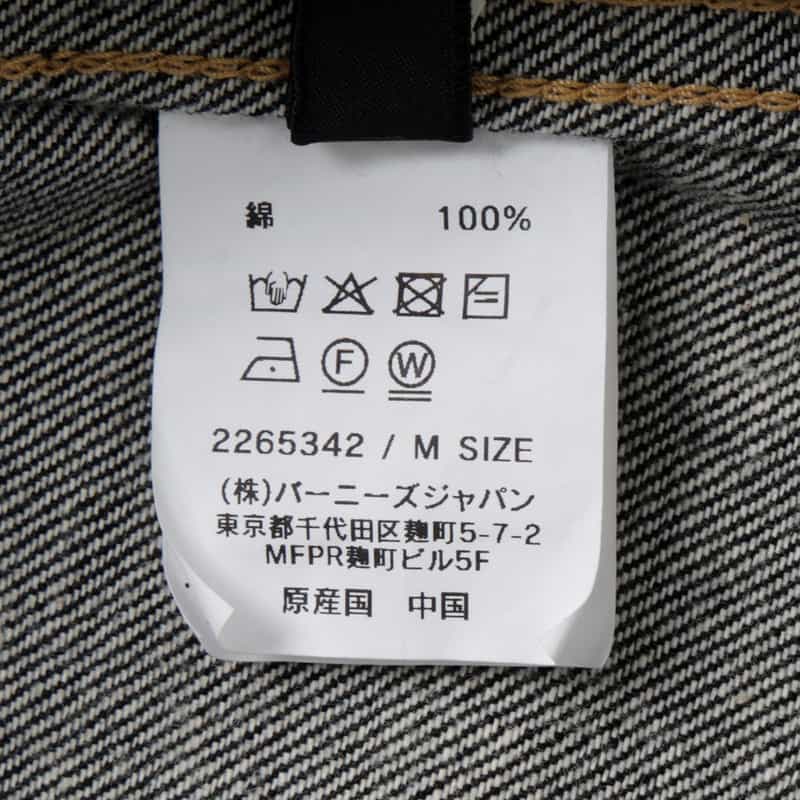 綿 100%
F W
2265342 / M SIZE
(株)バーニーズジャパン
東京都千代田区麹町5-7-2
MFPR麹町ビル5F
原産国 中国